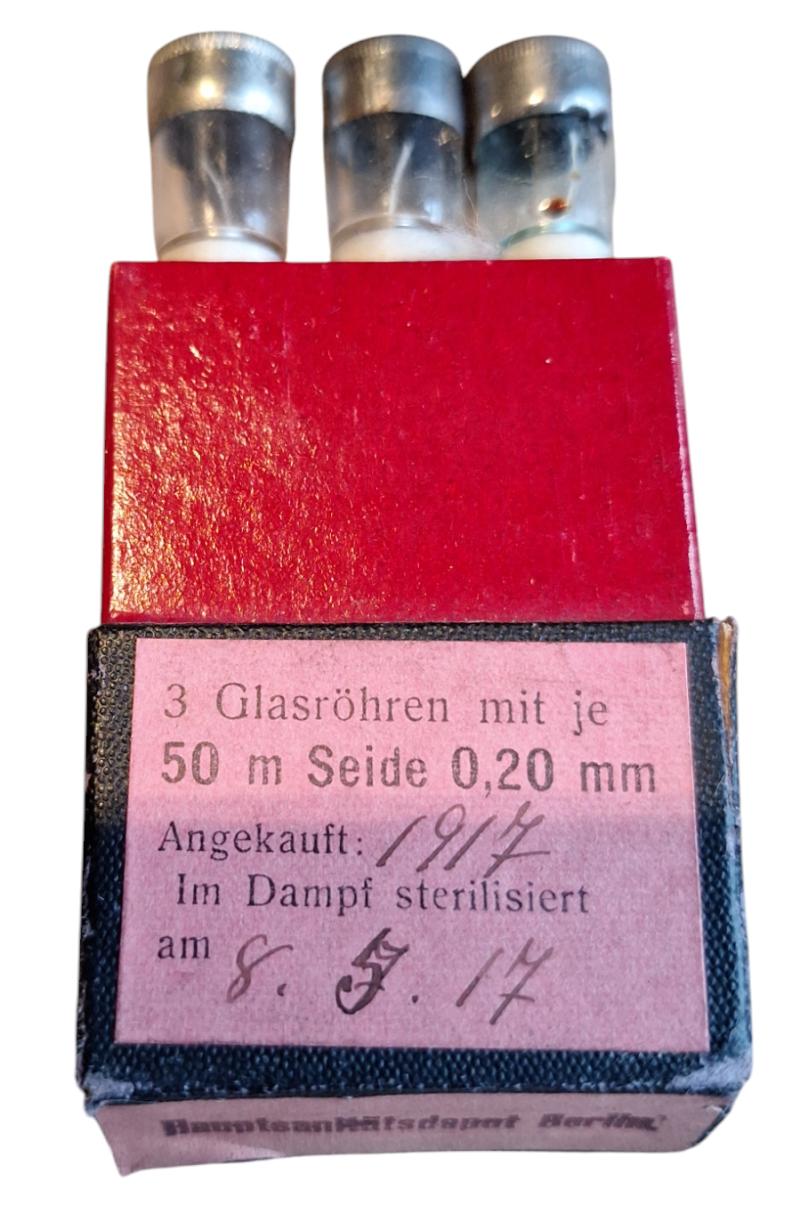 3 Glasröhren mit je
50 m Seide 0,20 mm
Angekauft: 1917
Im Dampf sterilisiert
am 8. 5. 17
Hauptsanitätsdepot Berlin.